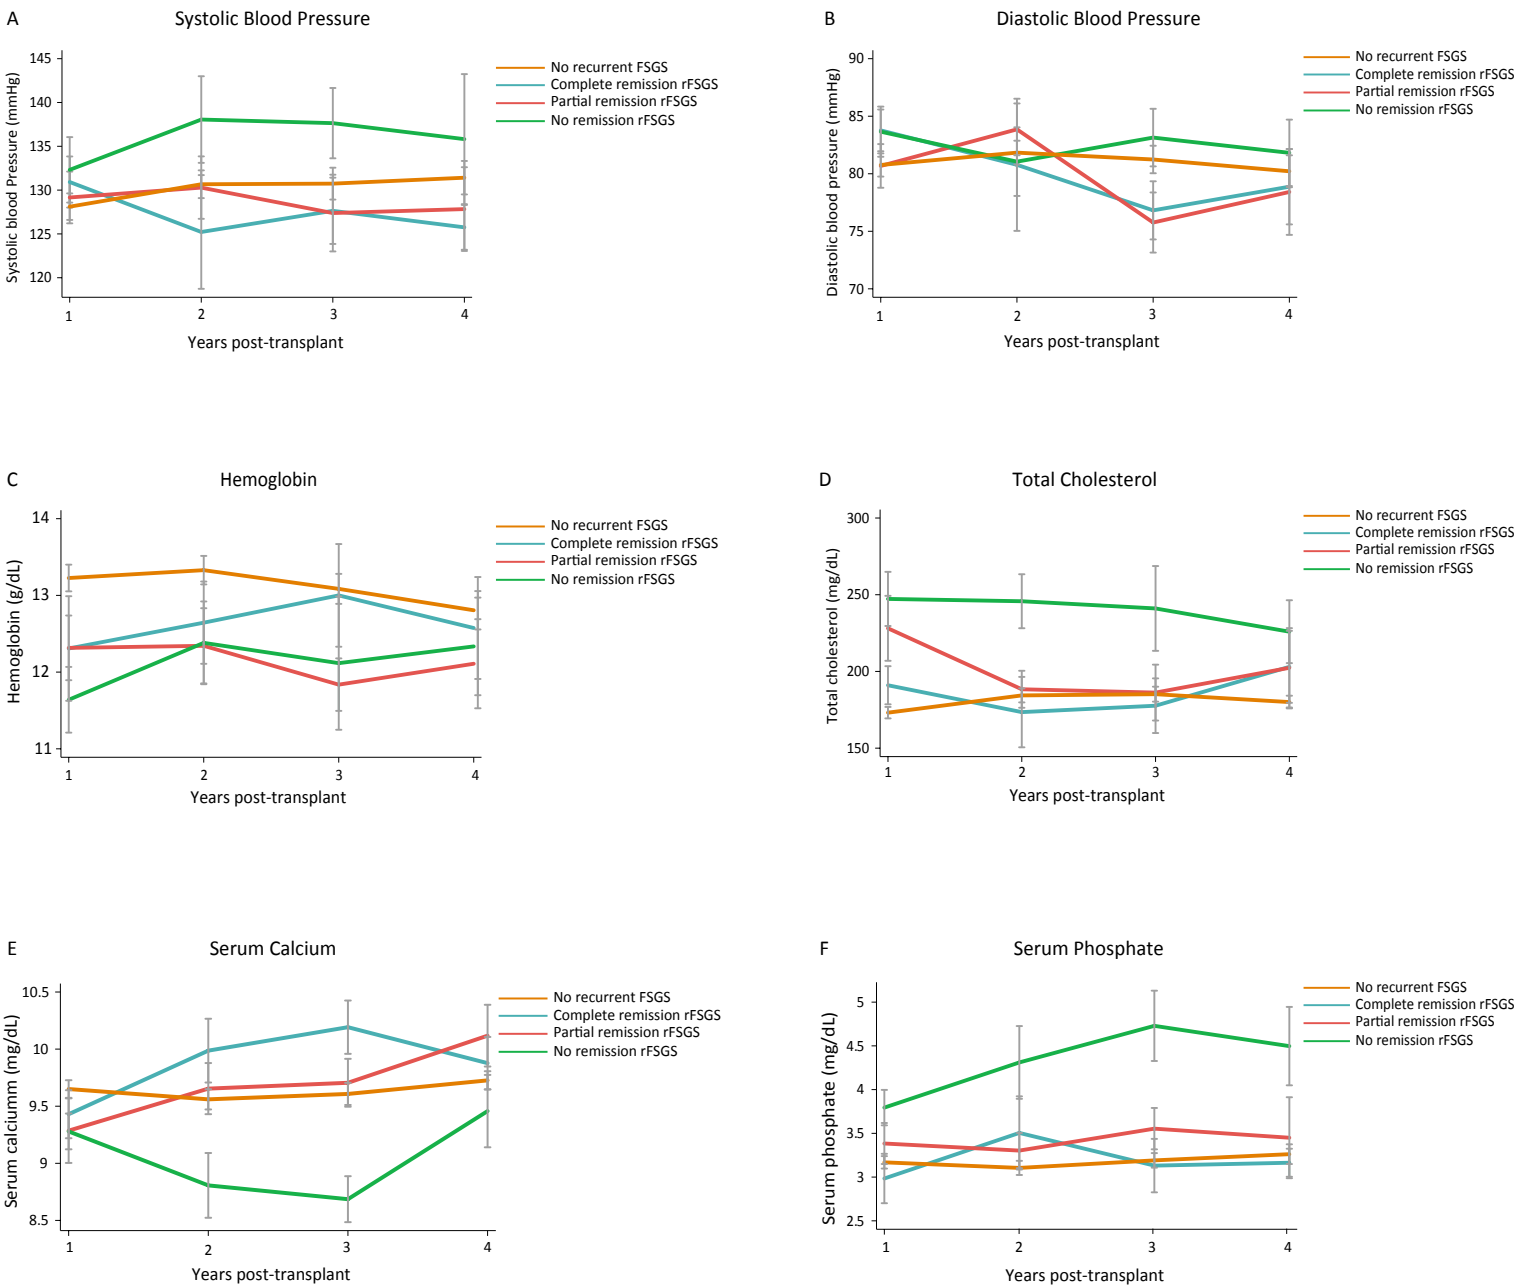 A Systolic Blood Pressure
Systolic blood Pressure (mmHg)
145
140
135
130
125
120
1 2 3 4
Years post-transplant
No recurrent FSGS
Complete remission rFSGS
Partial remission rFSGS
No remission rFSGS
B Diastolic Blood Pressure
Diastolic blood pressure (mmHg)
90
85
80
75
70
1 2 3 4
Years post-transplant
No recurrent FSGS
Complete remission rFSGS
Partial remission rFSGS
No remission rFSGS
C Hemoglobin
Hemoglobin (g/dL)
14
13
12
11
1 2 3 4
Years post-transplant
No recurrent FSGS
Complete remission rFSGS
Partial remission rFSGS
No remission rFSGS
D Total Cholesterol
Total cholesterol (mg/dL)
300
250
200
150
1 2 3 4
Years post-transplant
No recurrent FSGS
Complete remission rFSGS
Partial remission rFSGS
No remission rFSGS
E Serum Calcium
Serum calciumm (mg/dL)
10.5
10
9.5
9
8.5
1 2 3 4
Years post-transplant
No recurrent FSGS
Complete remission rFSGS
Partial remission rFSGS
No remission rFSGS
F Serum Phosphate
Serum phosphate (mg/dL)
5
4.5
4
3.5
3
2.5
1 2 3 4
Years post-transplant
No recurrent FSGS
Complete remission rFSGS
Partial remission rFSGS
No remission rFSGS